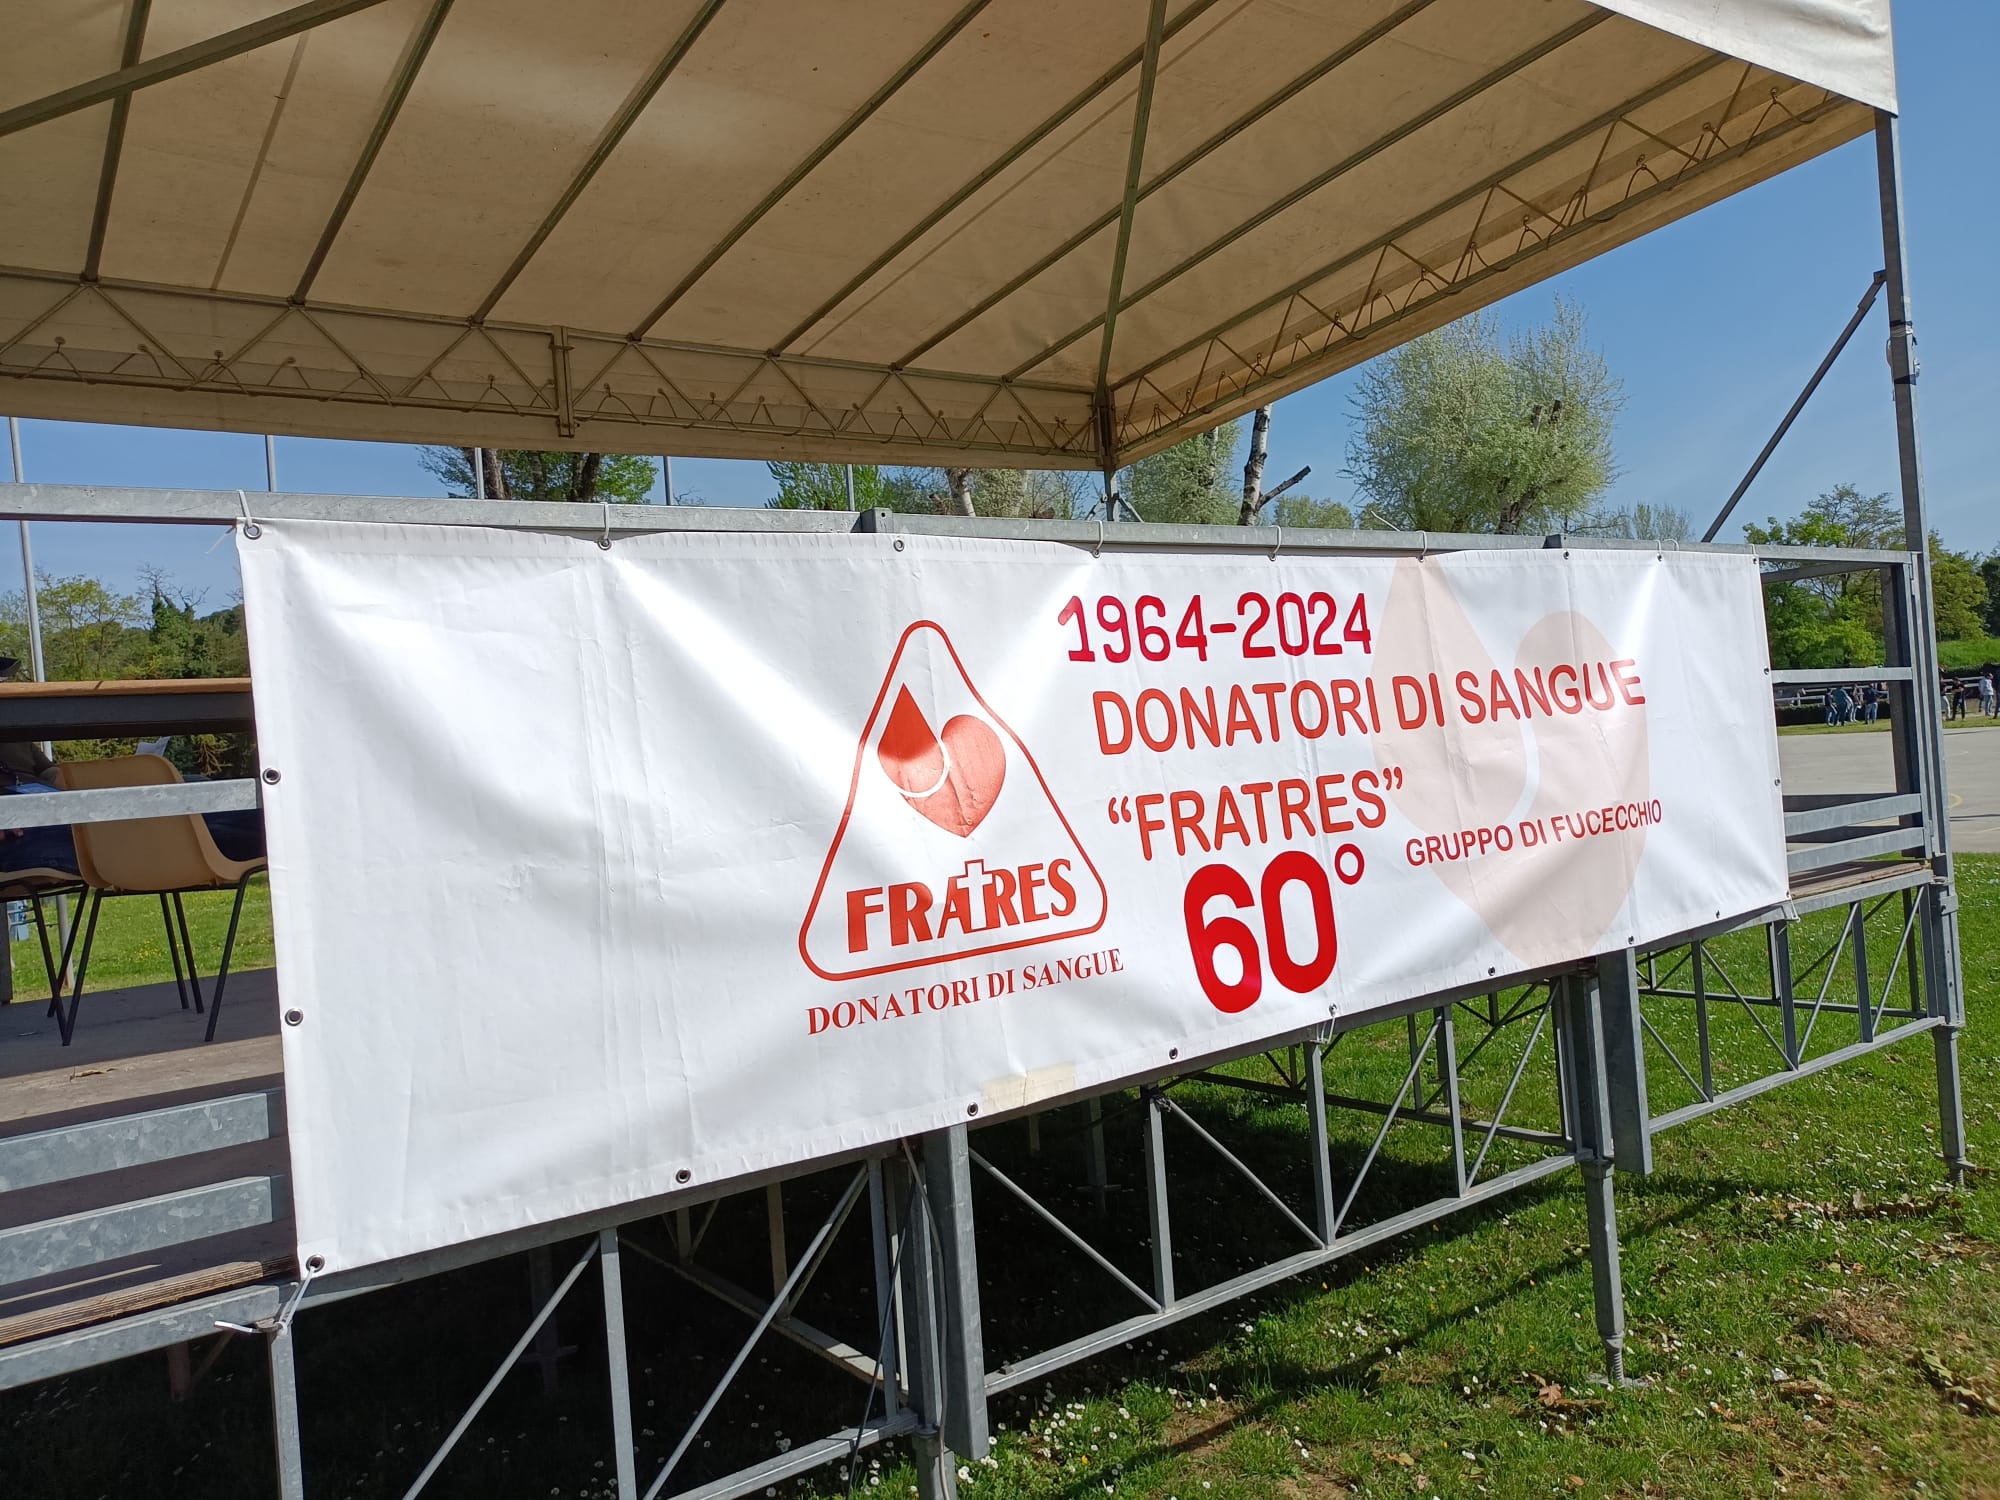 FRATRES
DONATORI DI SANGUE
1964-2024
DONATORI DI SANGUE
“FRATRES”
GRUPPO DI FUCECCHIO
60°